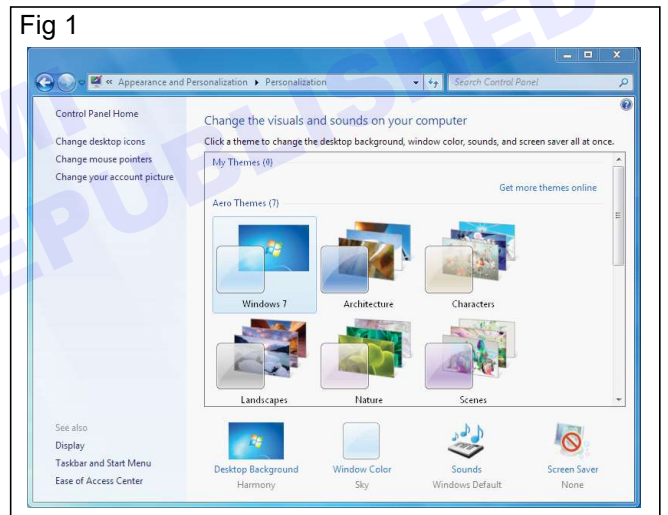 Fig 1
« Appearance and Personalization ▸ Personalization
Search Control Panel
Control Panel Home
Change desktop icons
Change mouse pointers
Change your account picture
Change the visuals and sounds on your computer
Click a theme to change the desktop background, window color, sounds, and screen saver all at once.
My Themes (0)
Get more themes online
Aero Themes (7)
Windows 7
Architecture
Characters
Landscapes
Nature
Scenes
See also
Display
Taskbar and Start Menu
Ease of Access Center
Desktop Background
Harmony
Window Color
Sky
Sounds
Windows Default
Screen Saver
None